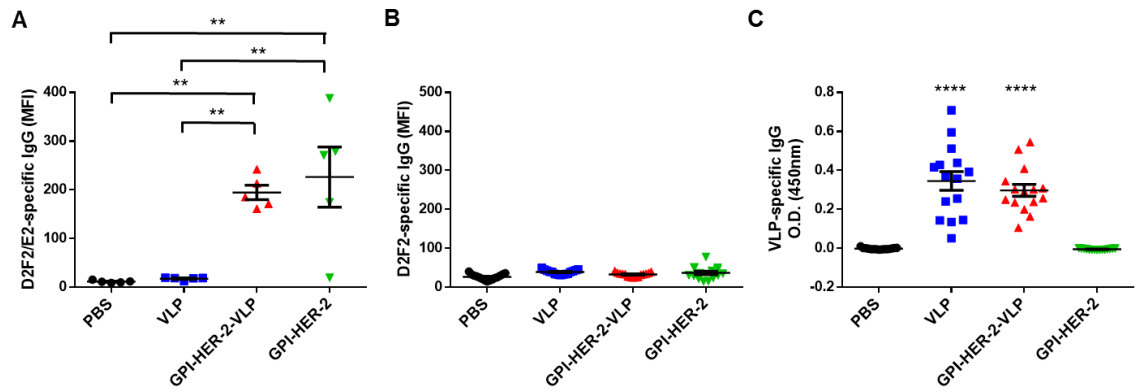 A
**
**
**
**
D2F2/E2-specific IgG (MFI)
400
300
200
100
0
PBS
VLP
GPI-HER-2-VLP
GPI-HER-2
B
D2F2-specific IgG (MFI)
500
400
300
200
100
0
PBS
VLP
GPI-HER-2-VLP
GPI-HER-2
C
**** ****
VLP-specific IgG
O.D. (450nm)
0.8
0.6
0.4
0.2
0.0
-0.2
PBS
VLP
GPI-HER-2-VLP
GPI-HER-2